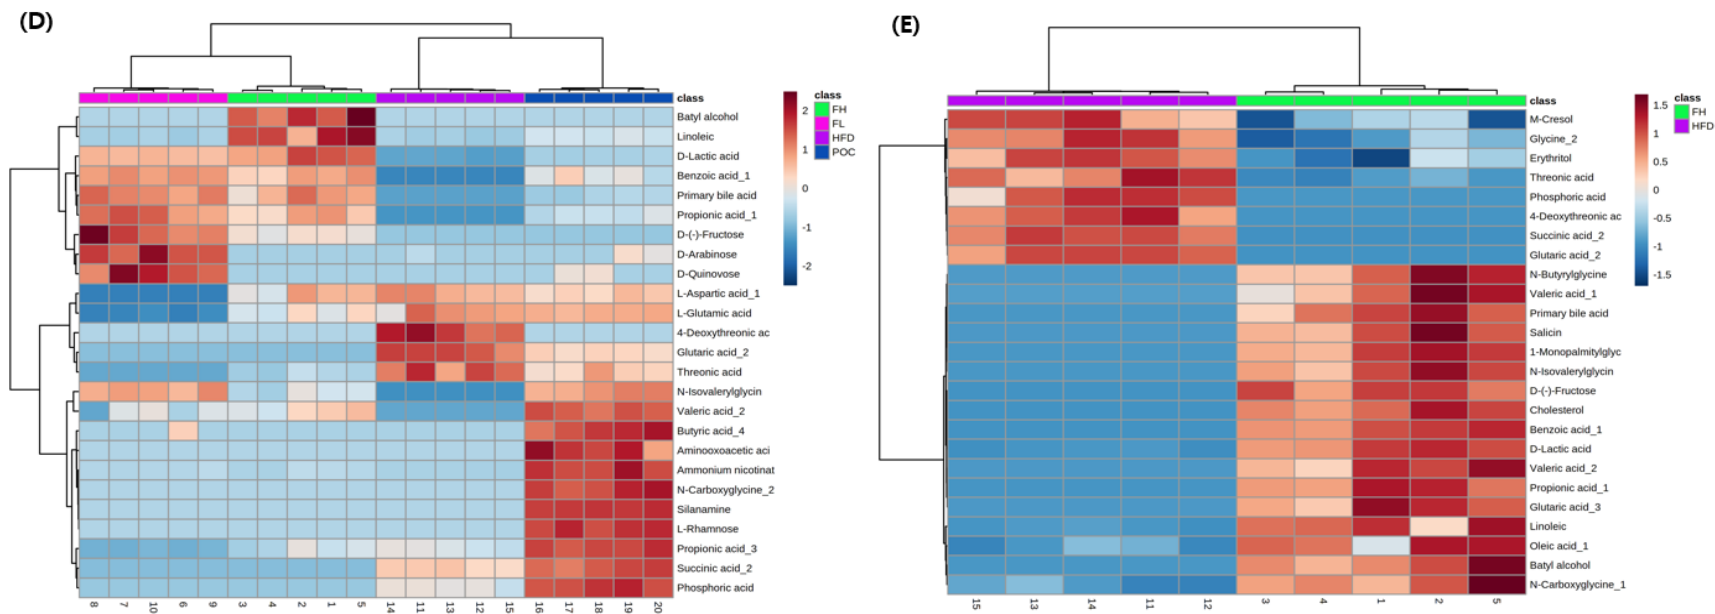 (D)
class
Batyl alcohol
Linoleic
D-Lactic acid
Benzoic acid_1
Primary bile acid
Propionic acid_1
D-(-)-Fructose
D-Arabinose
D-Quinovose
L-Aspartic acid_1
L-Glutamic acid
4-Deoxythreonic ac
Glutaric acid_2
Threonic acid
N-Isovalerylglycin
Valeric acid_2
Butyric acid_4
Aminooxoacetic aci
Ammonium nicotinat
N-Carboxyglycine_2
Silanamine
L-Rhamnose
Propionic acid_3
Succinic acid_2
Phosphoric acid
8 7 10 6 9 3 4 2 1 5 14 11 13 12 15 16 17 18 19 20
2
1
0
-1
-2
class
FH
FL
HFD
POC
(E)
class
M-Cresol
Glycine_2
Erythritol
Threonic acid
Phosphoric acid
4-Deoxythreonic ac
Succinic acid_2
Glutaric acid_2
N-Butyrylglycine
Valeric acid_1
Primary bile acid
Salicin
1-Monopalmitylglyc
N-Isovalerylglycin
D-(-)-Fructose
Cholesterol
Benzoic acid_1
D-Lactic acid
Valeric acid_2
Propionic acid_1
Glutaric acid_3
Linoleic
Oleic acid_1
Batyl alcohol
N-Carboxyglycine_1
15 13 14 11 12 3 4 1 2 5
1.5
1
0.5
0
-0.5
-1
-1.5
class
FH
HFD